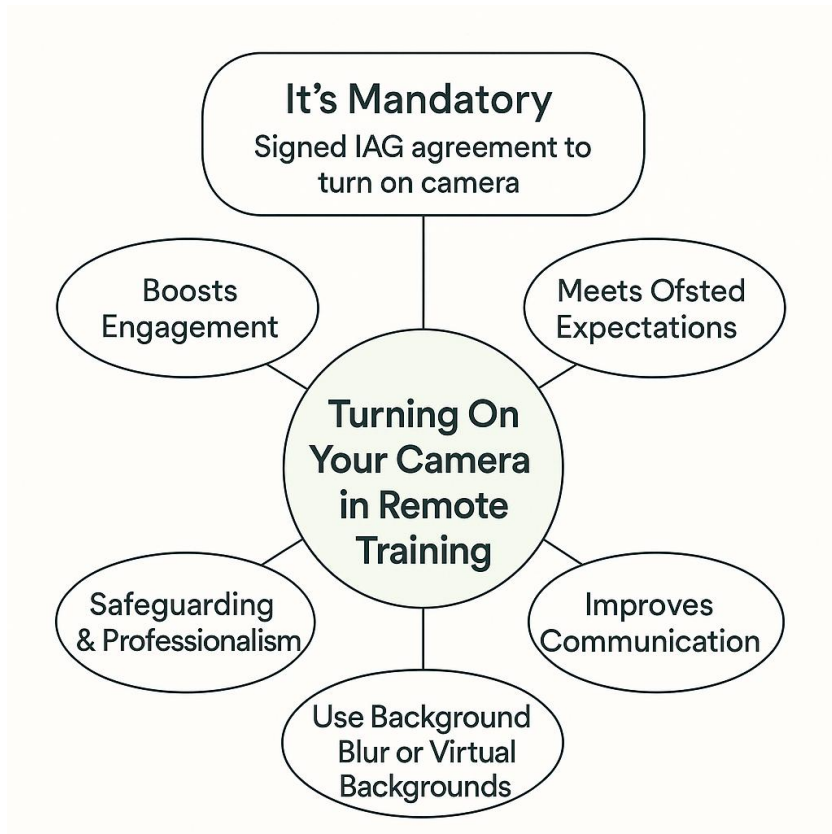 It's Mandatory
Signed IAG agreement to
turn on camera
Boosts
Engagement
Meets Ofsted
Expectations
Turning On
Your Camera
in Remote
Training
Safeguarding
& Professionalism
Improves
Communication
Use Background
Blur or Virtual
Backgrounds